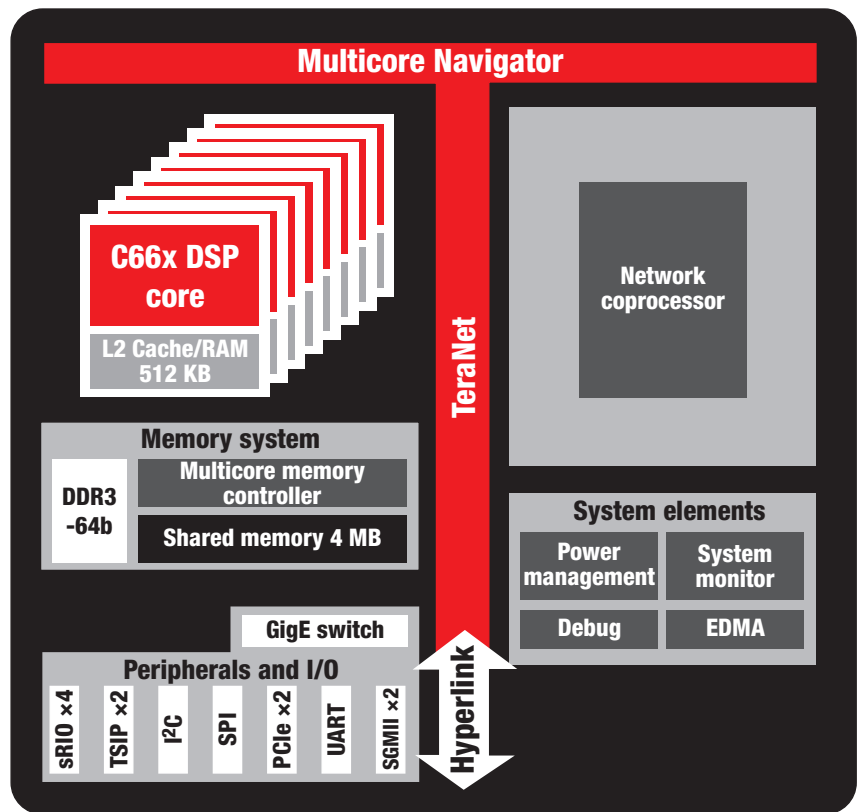 Multicore Navigator
C66x DSP
core
L2 Cache/RAM
512 KB
TeraNet
Network
coprocessor
Memory system
DDR3
-64b
Multicore memory
controller
Shared memory 4 MB
System elements
Power
management
System
monitor
Debug
EDMA
GigE switch
Peripherals and I/O
sRIO ×4
TSIP ×2
I²C
SPI
PCIe ×2
UART
SGMII ×2
Hyperlink